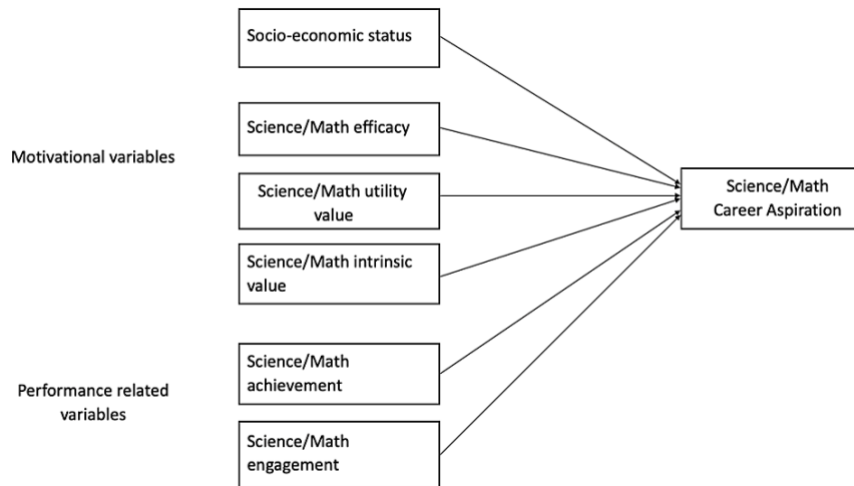 Socio-economic status
Motivational variables
Science/Math efficacy
Science/Math utility
value
Science/Math intrinsic
value
Performance related
variables
Science/Math
achievement
Science/Math
engagement
Science/Math
Career Aspiration